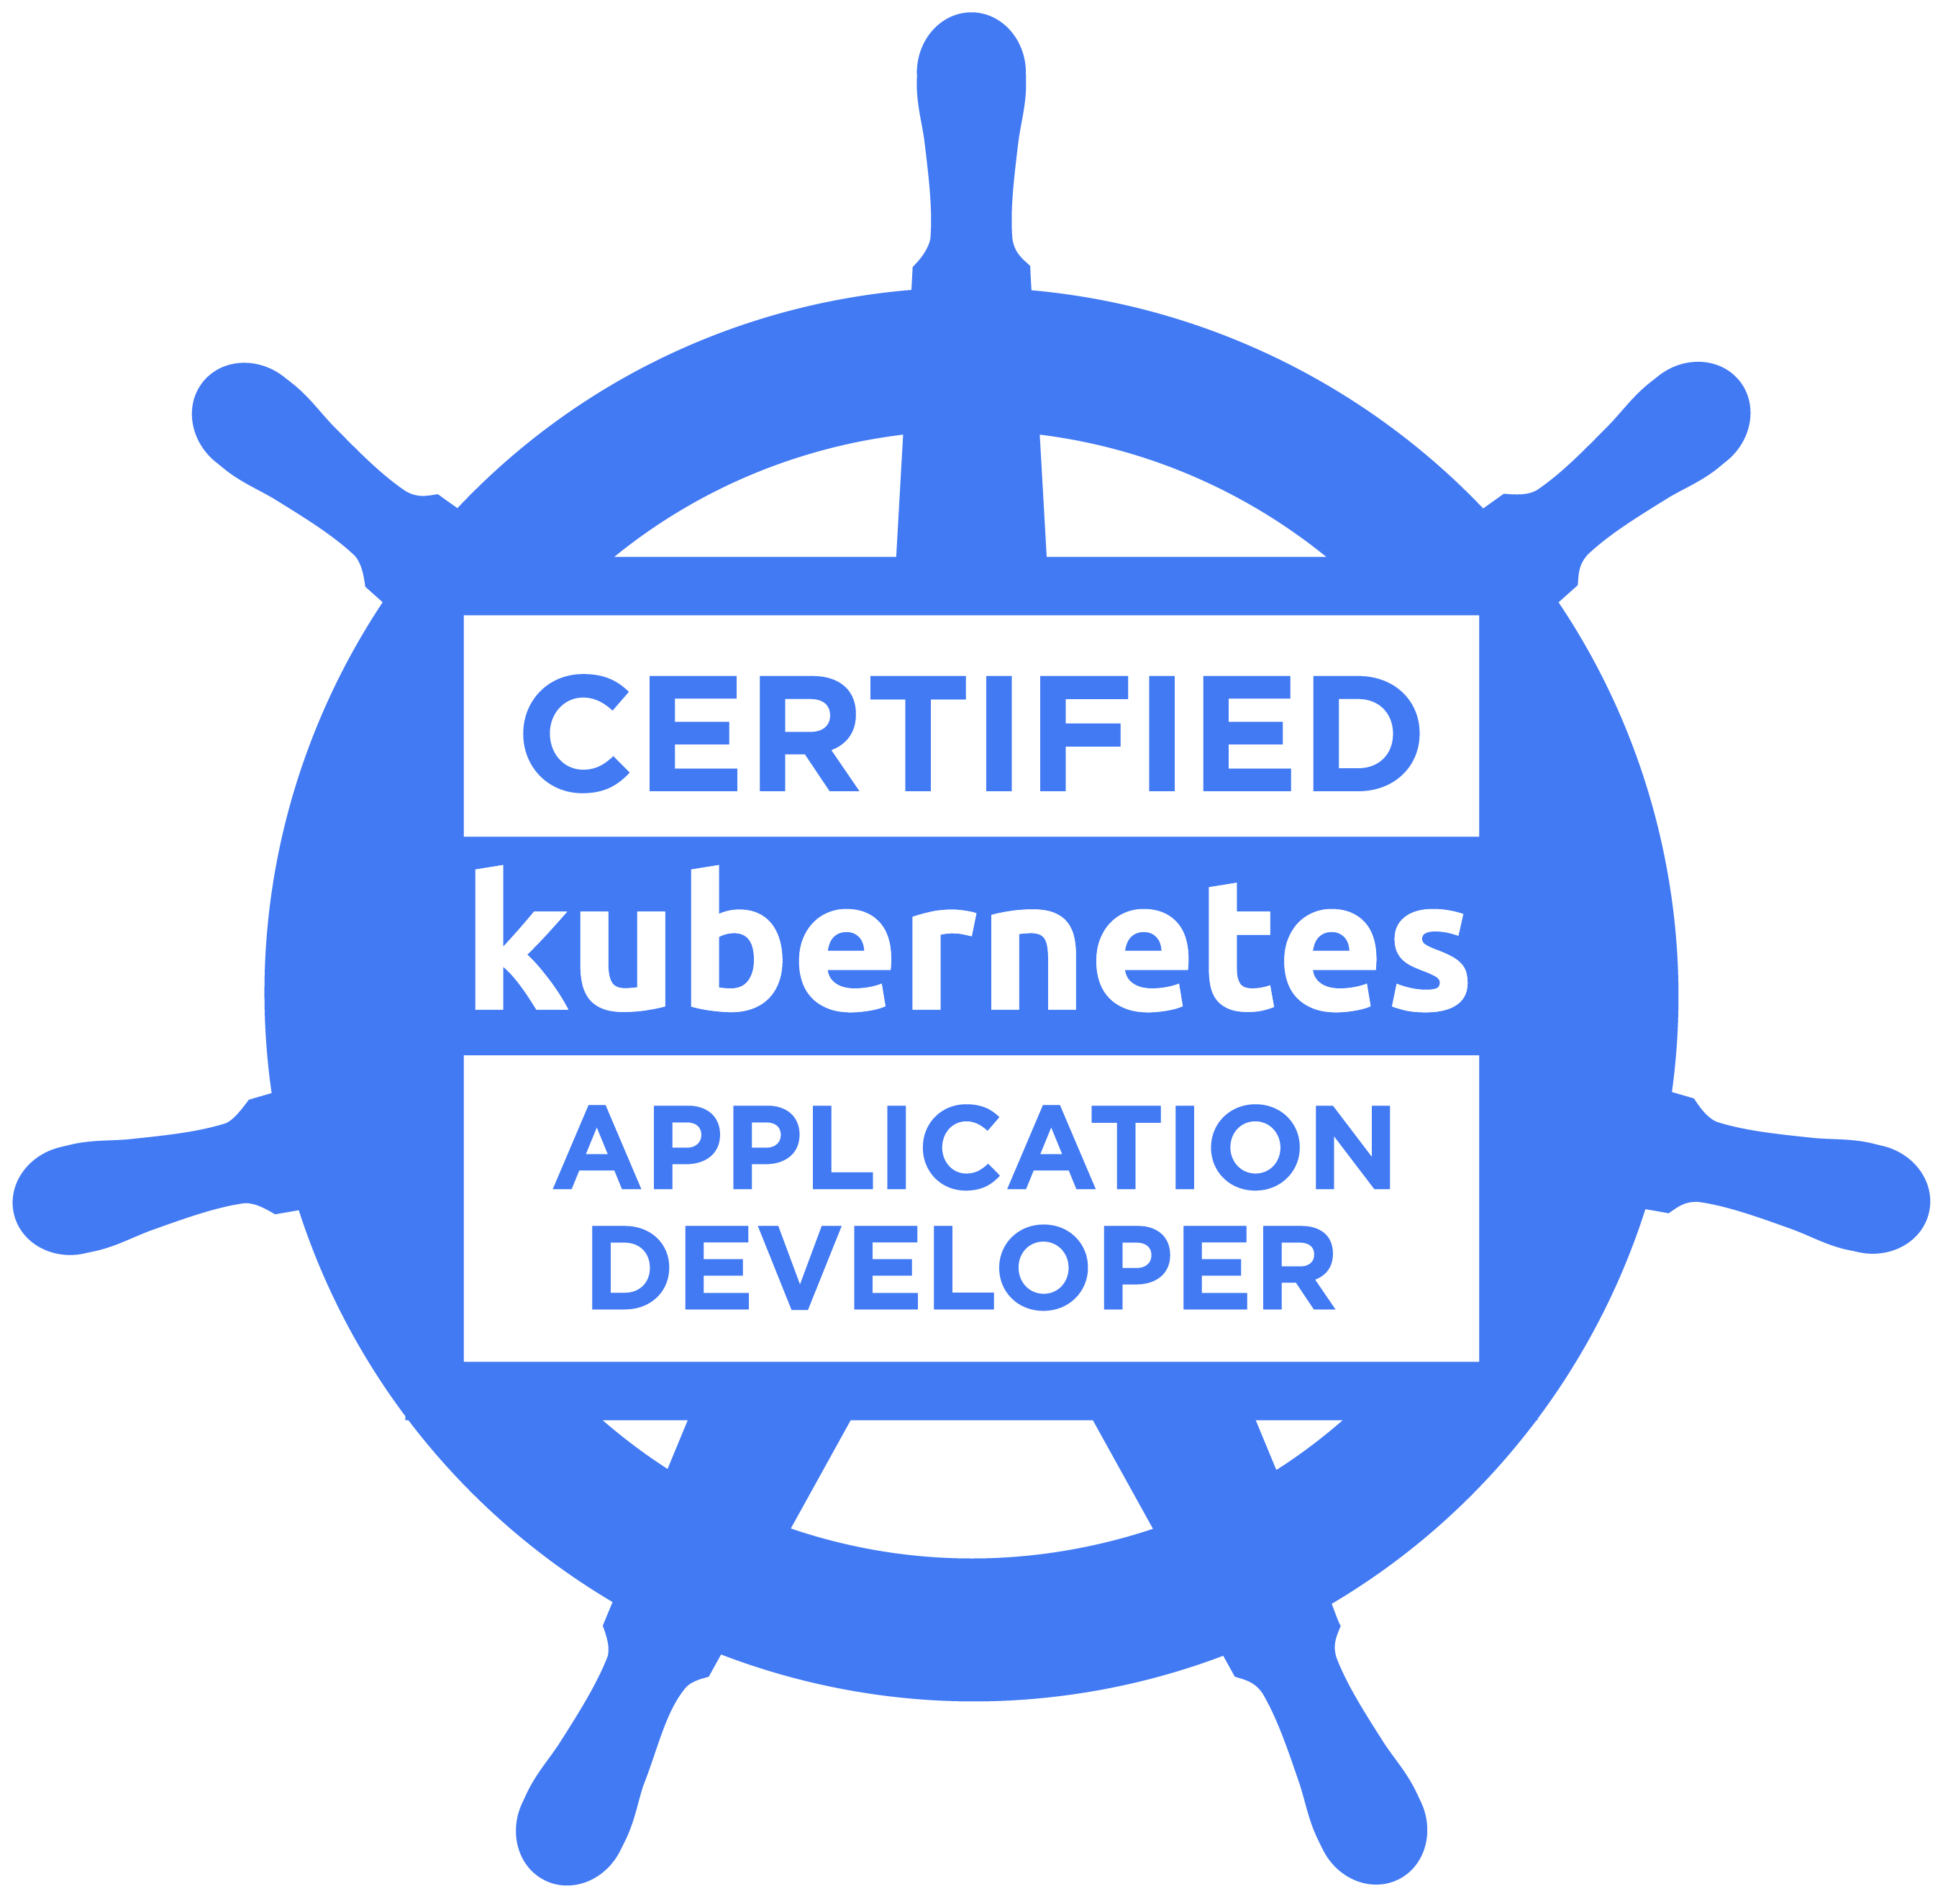 CERTIFIED
kubernetes
APPLICATION
DEVELOPER